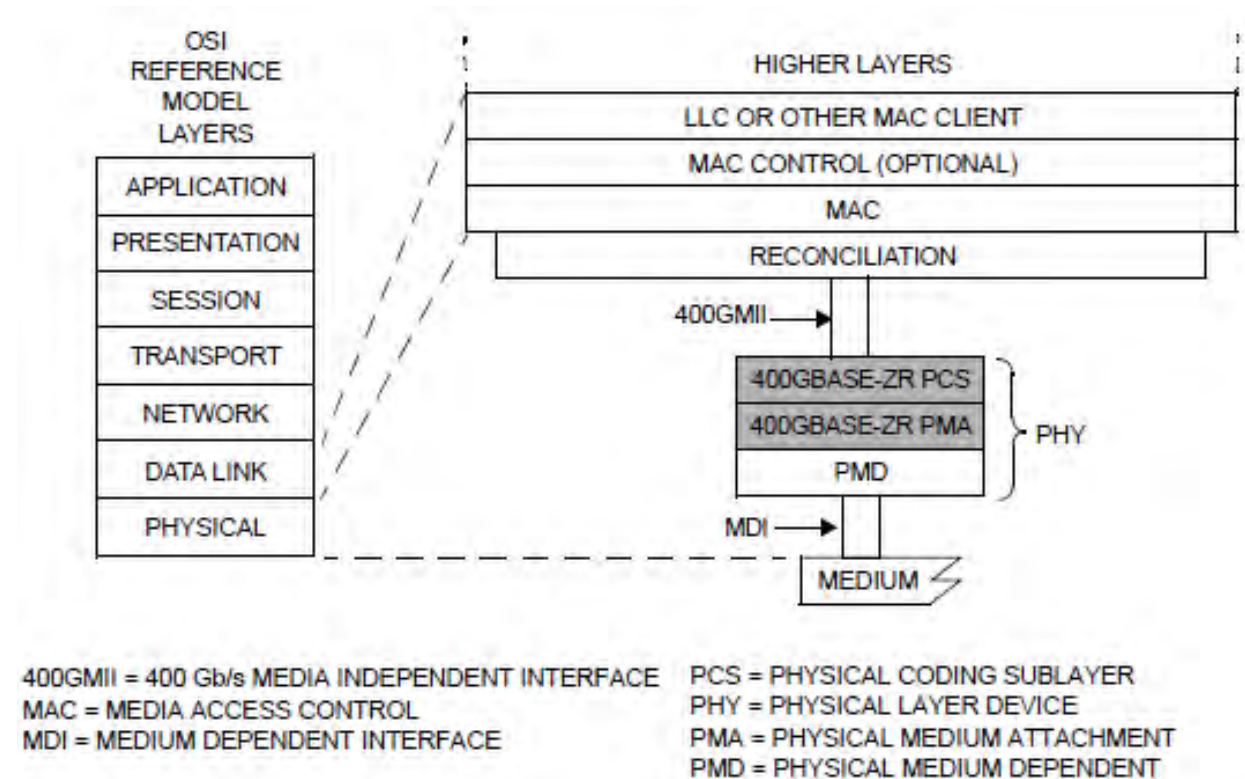 OSI
REFERENCE
MODEL
LAYERS
APPLICATION
PRESENTATION
SESSION
TRANSPORT
NETWORK
DATA LINK
PHYSICAL
HIGHER LAYERS
LLC OR OTHER MAC CLIENT
MAC CONTROL (OPTIONAL)
MAC
RECONCILIATION
400GMII
400GBASE-ZR PCS
400GBASE-ZR PMA
PMD
PHY
MDI
MEDIUM
400GMII = 400 Gb/s MEDIA INDEPENDENT INTERFACE
MAC = MEDIA ACCESS CONTROL
MDI = MEDIUM DEPENDENT INTERFACE
PCS = PHYSICAL CODING SUBLAYER
PHY = PHYSICAL LAYER DEVICE
PMA = PHYSICAL MEDIUM ATTACHMENT
PMD = PHYSICAL MEDIUM DEPENDENT